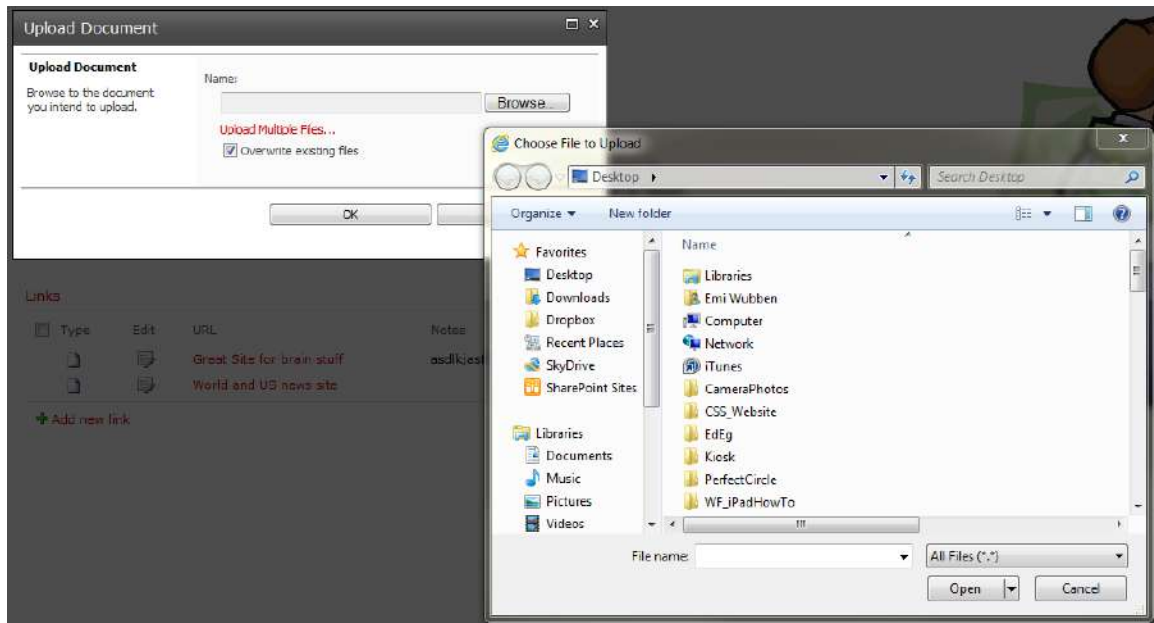 Upload Document
Upload Document
Browse to the document
you intend to upload.
Name:
Browse...
Upload Multiple Files...
Overwrite existing files
OK
Links
Type Edit URL Notes
Great Site for brain stuff
World and US news site
Add new link
Choose File to Upload
Desktop
Search Desktop
Organize
New folder
Favorites
Desktop
Downloads
Dropbox
Recent Places
SkyDrive
SharePoint Sites
Libraries
Documents
Music
Pictures
Videos
Name
Libraries
Emi Wubben
Computer
Network
iTunes
CameraPhotos
CSS_Website
EdEg
Kiosk
PerfectCircle
WF_iPadHowTo
File name:
All Files (*.*)
Open
Cancel